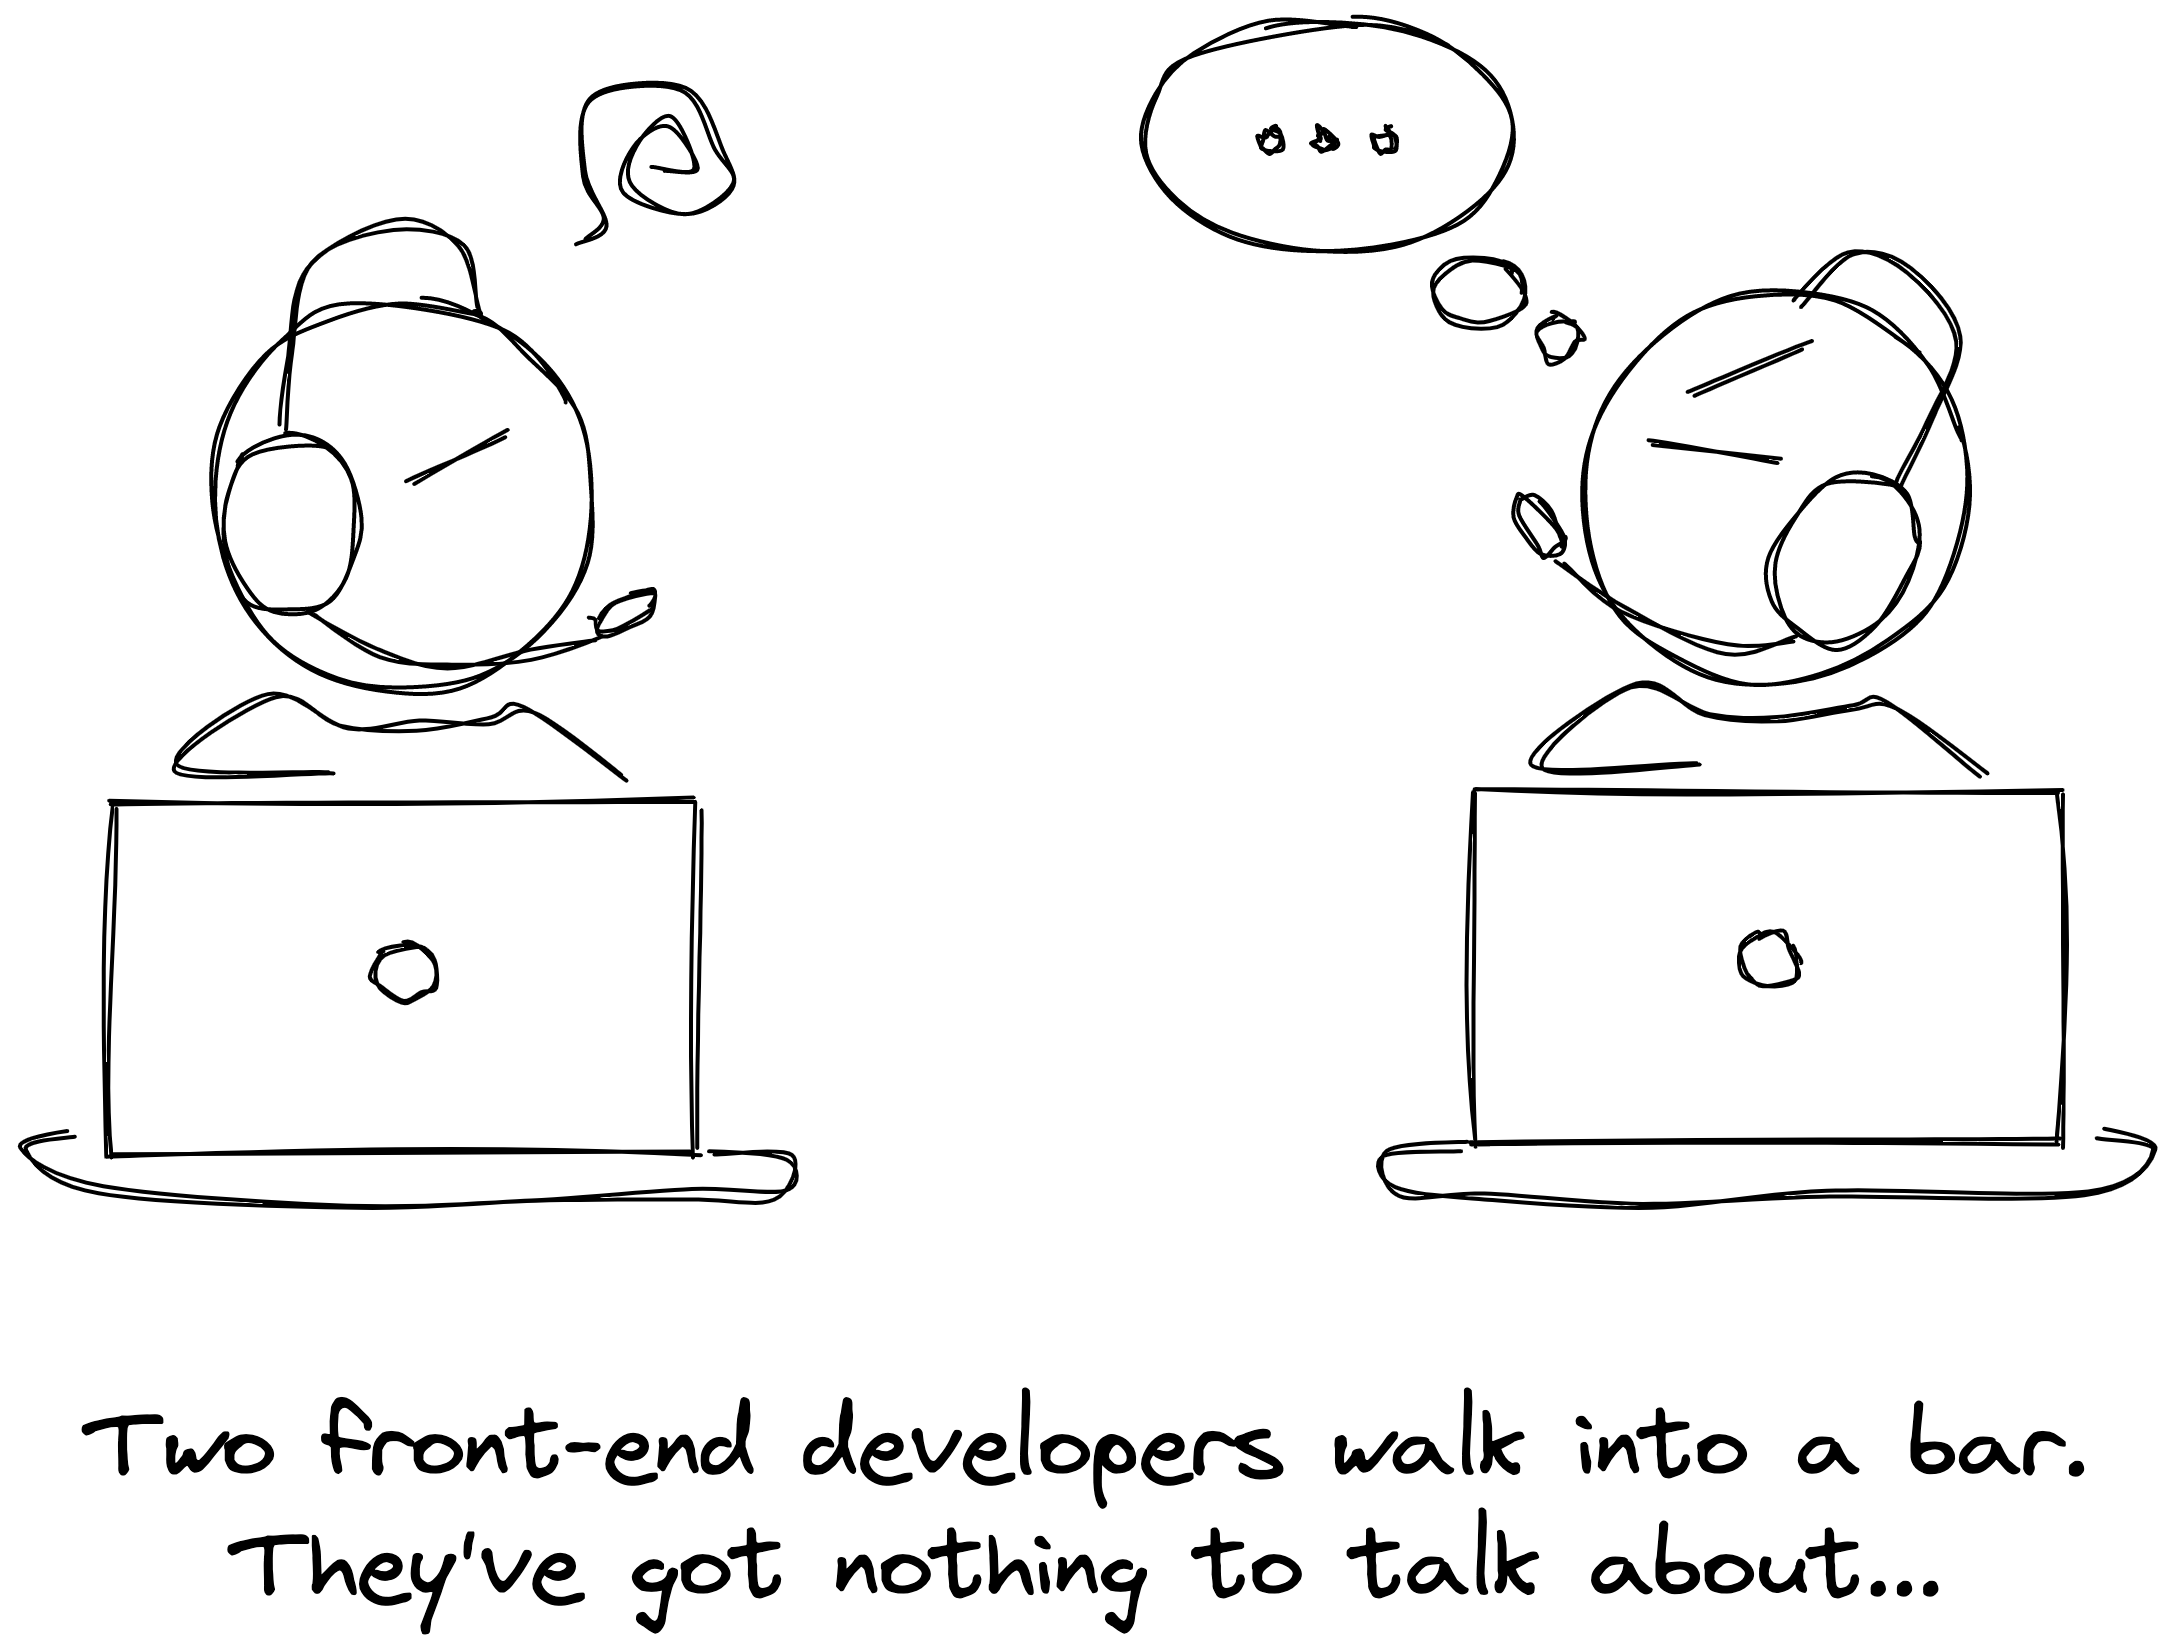 ...
Two front-end developers walk into a bar.
They've got nothing to talk about...